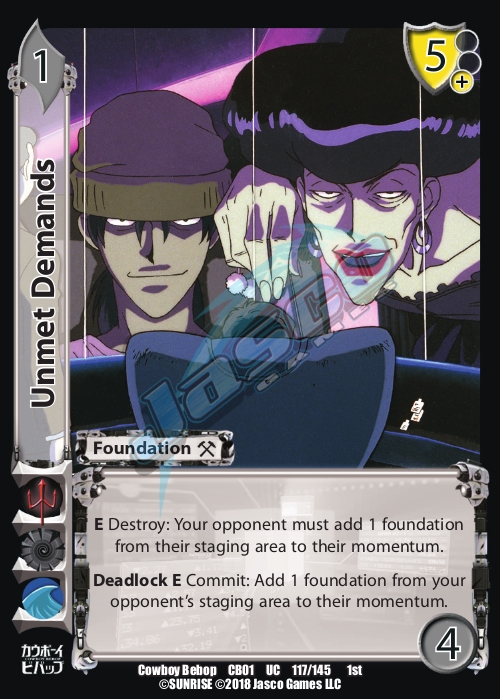 1
5
+
Unmet Demands
Jasco
GAMES
Foundation
E Destroy: Your opponent must add 1 foundation
from their staging area to their momentum.
Deadlock E Commit: Add 1 foundation from your
opponent's staging area to their momentum.
4
カウボーイ
ビバップ
Cowboy Bebop CB01 UC 117/145 1st
©SUNRISE ©2018 Jasco Games LLC